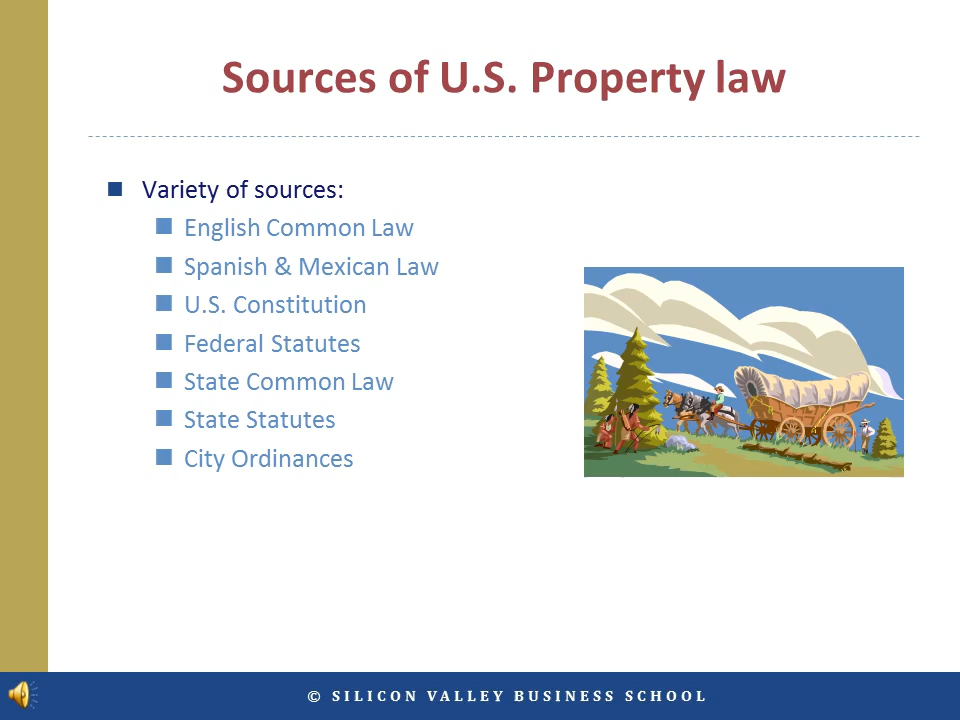 Sources of U.S. Property law
Variety of sources:
English Common Law
Spanish & Mexican Law
U.S. Constitution
Federal Statutes
State Common Law
State Statutes
City Ordinances
© SILICON VALLEY BUSINESS SCHOOL